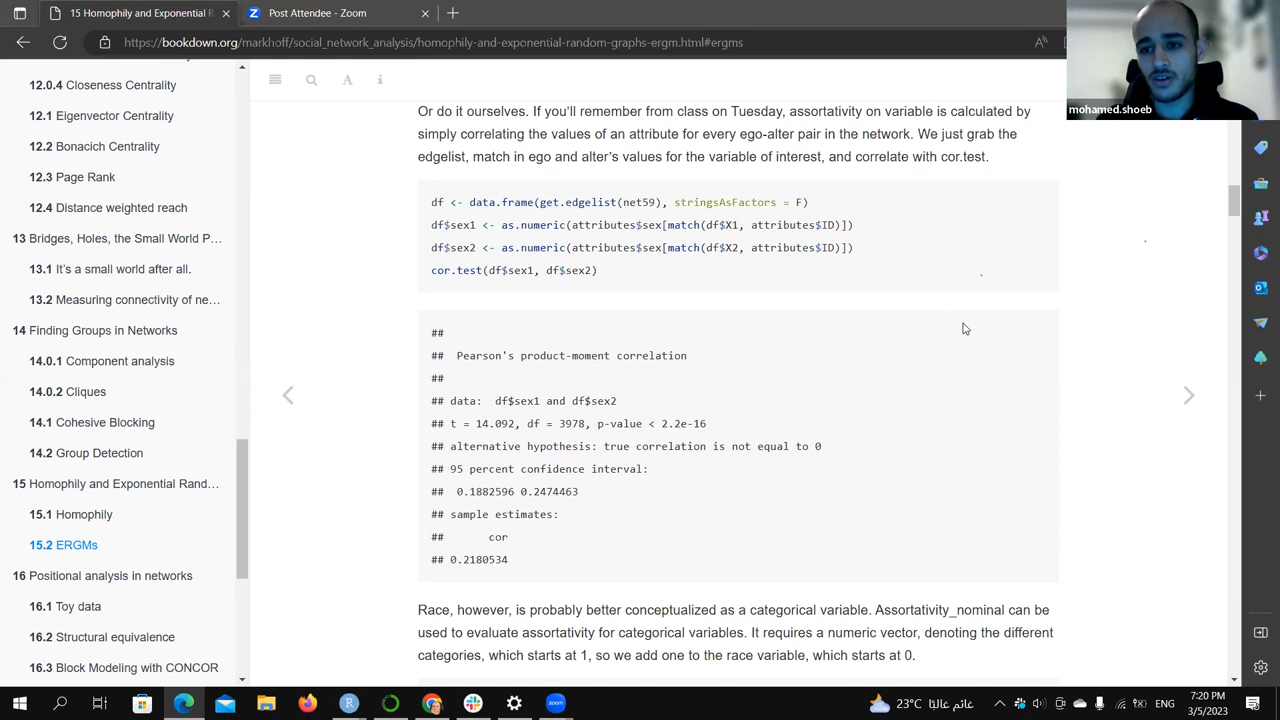 15 Homophily and Exponential R
Post Attendee - Zoom
https://bookdown.org/markhoff/social_network_analysis/homophily-and-exponential-random-graphs-ergm.html#ergms
mohamed.shoeb
12.0.4 Closeness Centrality
12.1 Eigenvector Centrality
12.2 Bonacich Centrality
12.3 Page Rank
12.4 Distance weighted reach
13 Bridges, Holes, the Small World P…
13.1 It's a small world after all.
13.2 Measuring connectivity of ne…
14 Finding Groups in Networks
14.0.1 Component analysis
14.0.2 Cliques
14.1 Cohesive Blocking
14.2 Group Detection
15 Homophily and Exponential Rand…
15.1 Homophily
15.2 ERGMs
16 Positional analysis in networks
16.1 Toy data
16.2 Structural equivalence
16.3 Block Modeling with CONCOR
Or do it ourselves. If you'll remember from class on Tuesday, assortativity on variable is calculated by
simply correlating the values of an attribute for every ego-alter pair in the network. We just grab the
edgelist, match in ego and alter's values for the variable of interest, and correlate with cor.test.
df <- data.frame(get.edgelist(net59), stringsAsFactors = F)
df$sex1 <- as.numeric(attributes$sex[match(df$X1, attributes$ID)])
df$sex2 <- as.numeric(attributes$sex[match(df$X2, attributes$ID)])
cor.test(df$sex1, df$sex2)
##
## Pearson's product-moment correlation
##
## data: df$sex1 and df$sex2
## t = 14.092, df = 3978, p-value < 2.2e-16
## alternative hypothesis: true correlation is not equal to 0
## 95 percent confidence interval:
## 0.1882596 0.2474463
## sample estimates:
## cor
## 0.2180534
Race, however, is probably better conceptualized as a categorical variable. Assortativity_nominal can be
used to evaluate assortativity for categorical variables. It requires a numeric vector, denoting the different
categories, which starts at 1, so we add one to the race variable, which starts at 0.
23°C غائم غالبًا
ENG
7:20 PM
3/5/2023